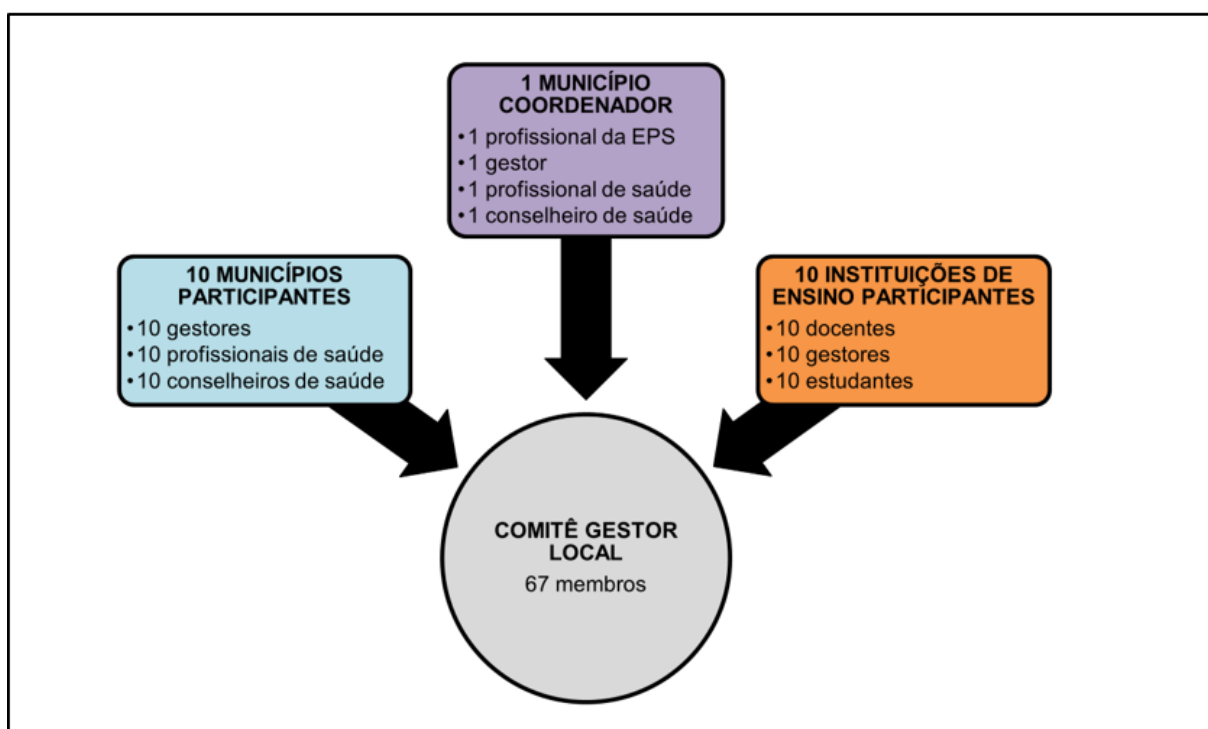 1 MUNICÍPIO
COORDENADOR
•1 profissional da EPS
•1 gestor
•1 profissional de saúde
•1 conselheiro de saúde
10 MUNICÍPIOS
PARTICIPANTES
•10 gestores
•10 profissionais de saúde
•10 conselheiros de saúde
10 INSTITUIÇÕES DE
ENSINO PARTICIPANTES
•10 docentes
•10 gestores
•10 estudantes
COMITÊ GESTOR
LOCAL
67 membros